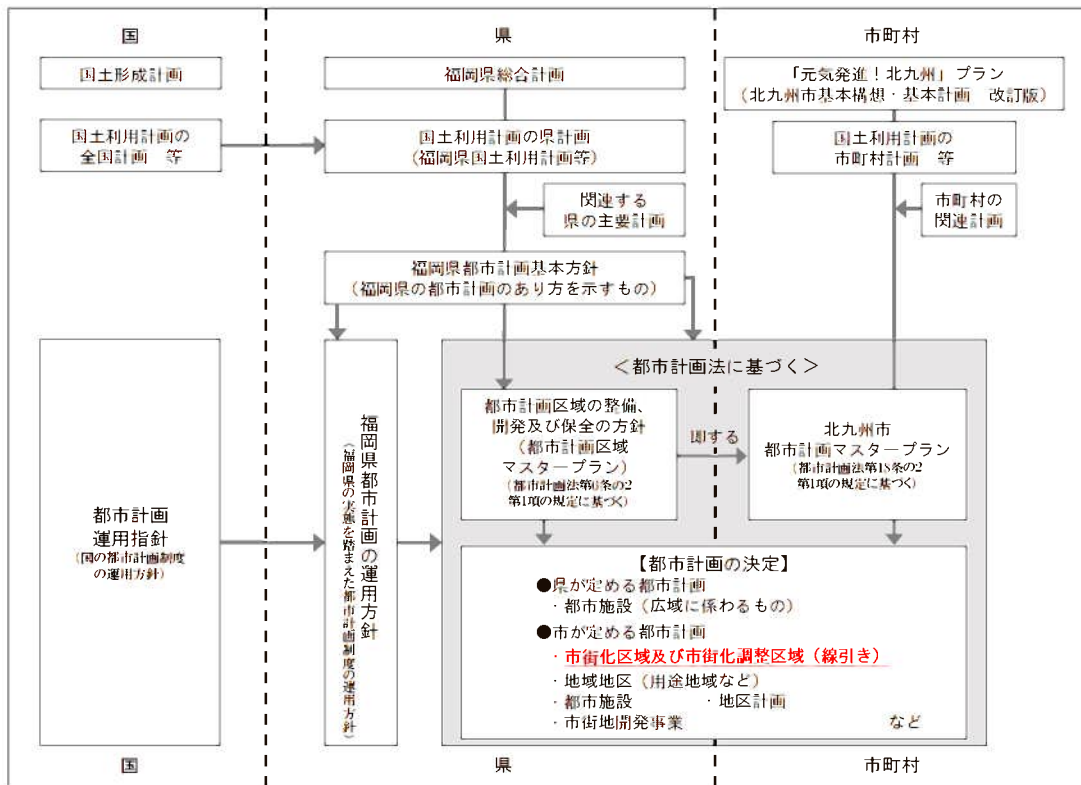 国
県
市町村
国土形成計画
福岡県総合計画
「元気発進！北九州」プラン
（北九州市基本構想・基本計画　改訂版）
国土利用計画の
全国計画　等
国土利用計画の県計画
（福岡県国土利用計画等）
国土利用計画の
市町村計画　等
関連する
県の主要計画
市町村の
関連計画
福岡県都市計画基本方針
（福岡県の都市計画のあり方を示すもの）
都市計画
運用指針
（国の都市計画制度
の運用方針）
福岡県都市計画の運用方針
（福岡県の実態を踏まえた都市計画制度の運用方針）
＜都市計画法に基づく＞
都市計画区域の整備、
開発及び保全の方針
（都市計画区域
マスタープラン）
（都市計画法第6条の2
第1項の規定に基づく）
即する
北九州市
都市計画マスタープラン
（都市計画法第18条の2
第1項の規定に基づく）
【都市計画の決定】
●県が定める都市計画
・都市施設（広域に係わるもの）
●市が定める都市計画
・市街化区域及び市街化調整区域（線引き）
・地域地区（用途地域など）
・都市施設　・地区計画
・市街地開発事業　など
国
県
市町村